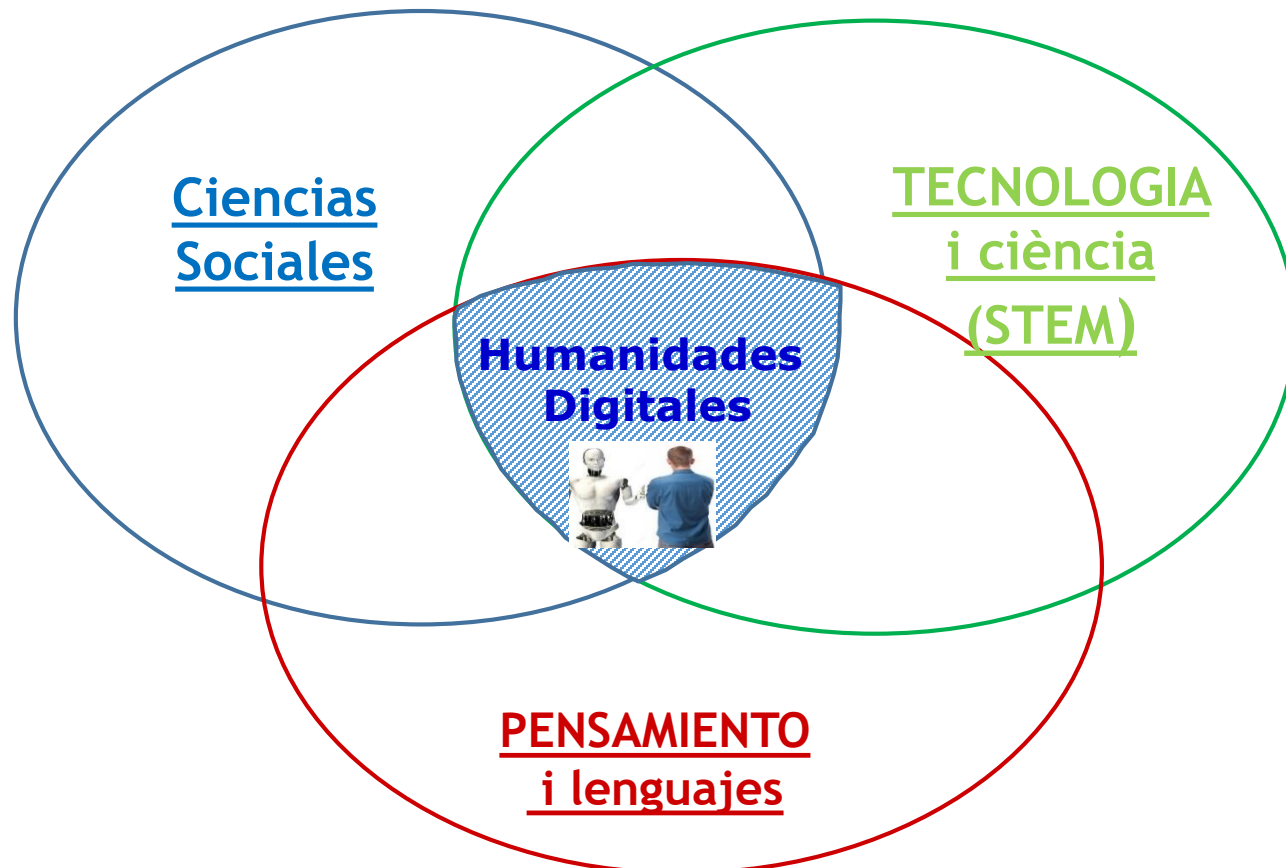 Ciencias
Sociales
TECNOLOGIA
i ciència
(STEM)
Humanidades
Digitales
PENSAMIENTO
i lenguajes